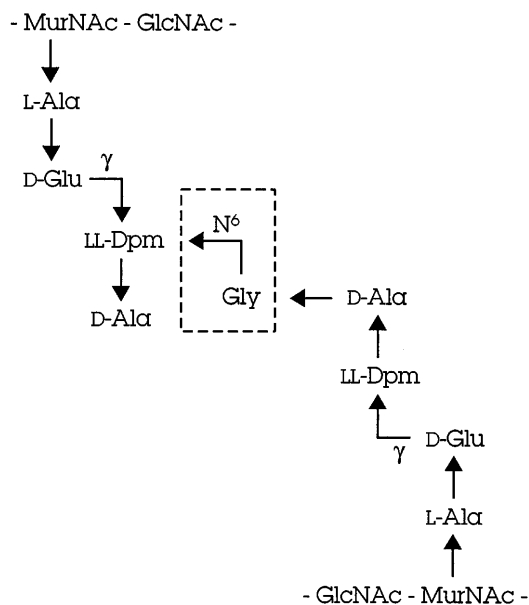 - MurNAc - GlcNAc -
L-Ala
D-Glu γ
LL-Dpm N⁶
Gly D-Ala
D-Ala
LL-Dpm
γ D-Glu
L-Ala
- GlcNAc - MurNAc -